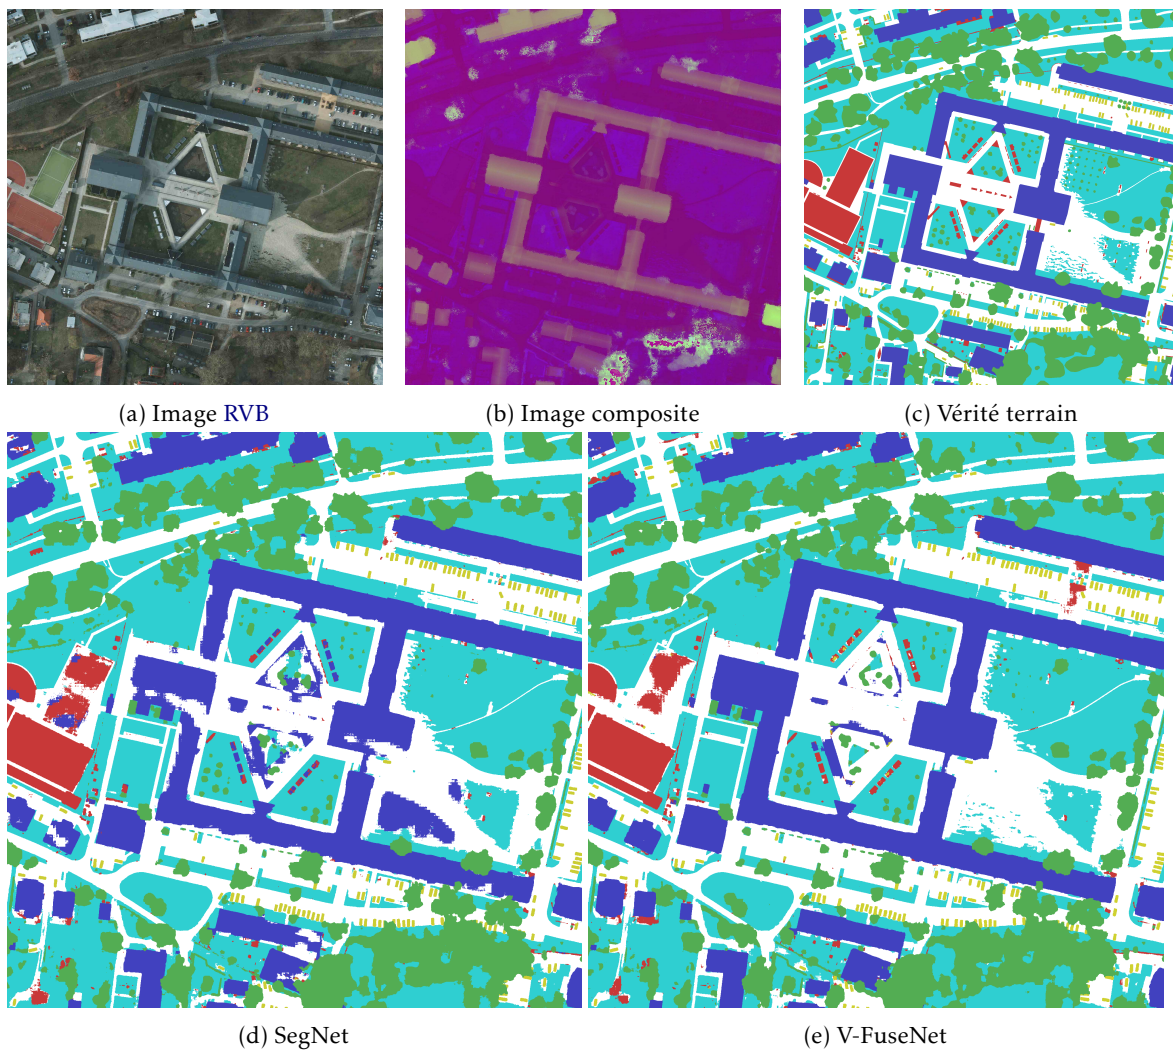 (a) Image RVB
(b) Image composite
(c) Vérité terrain
(d) SegNet
(e) V-FuseNet